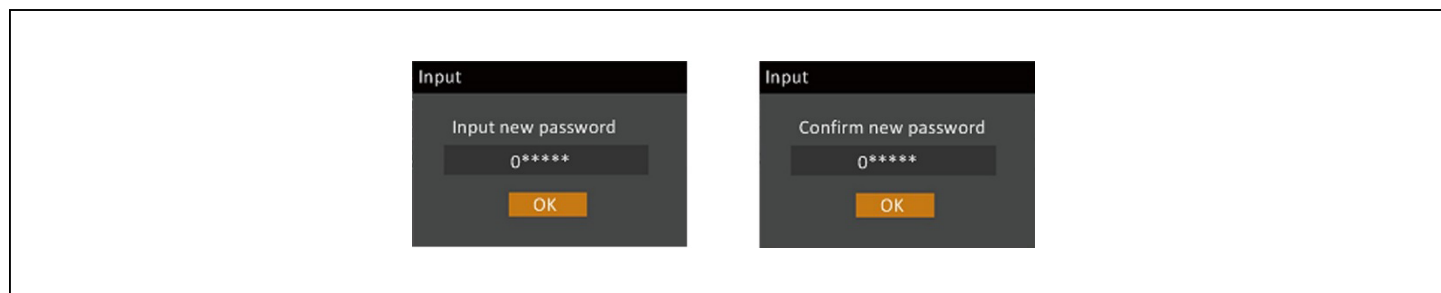 Input
Input new password
0*****
OK
Input
Confirm new password
0*****
OK